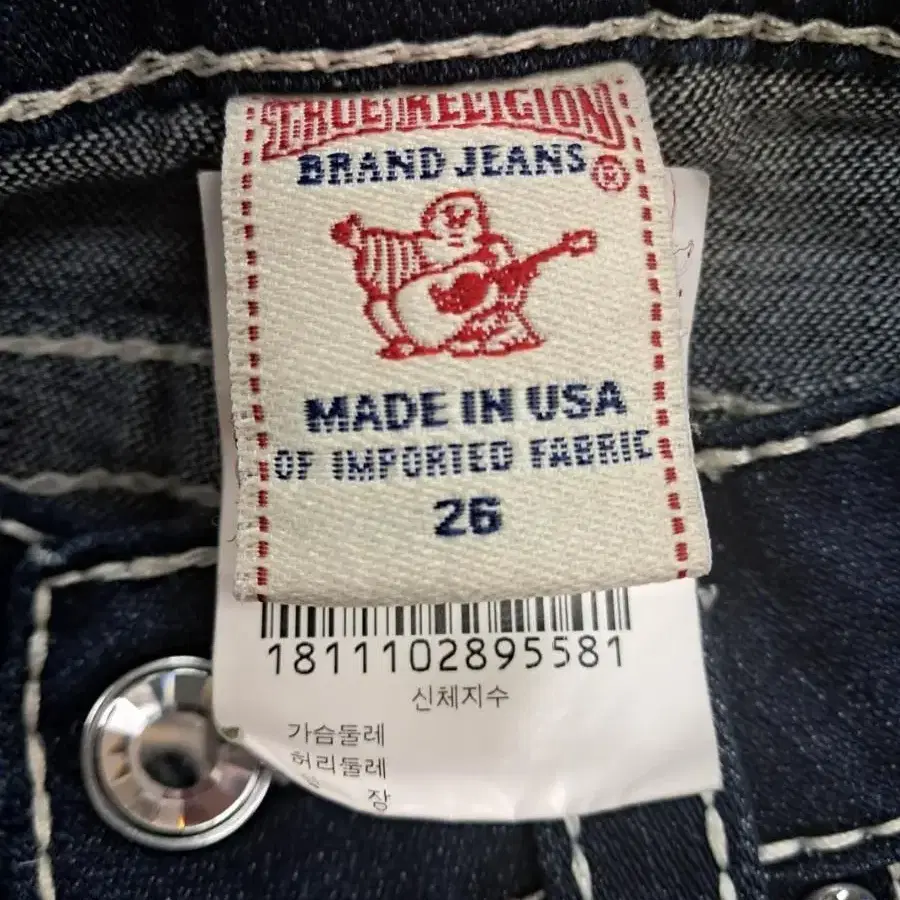 TRUE RELIGION
BRAND JEANS ®
MADE IN USA
OF IMPORTED FABRIC
26
1811102895581
신체지수
가슴둘레
허리둘레
장